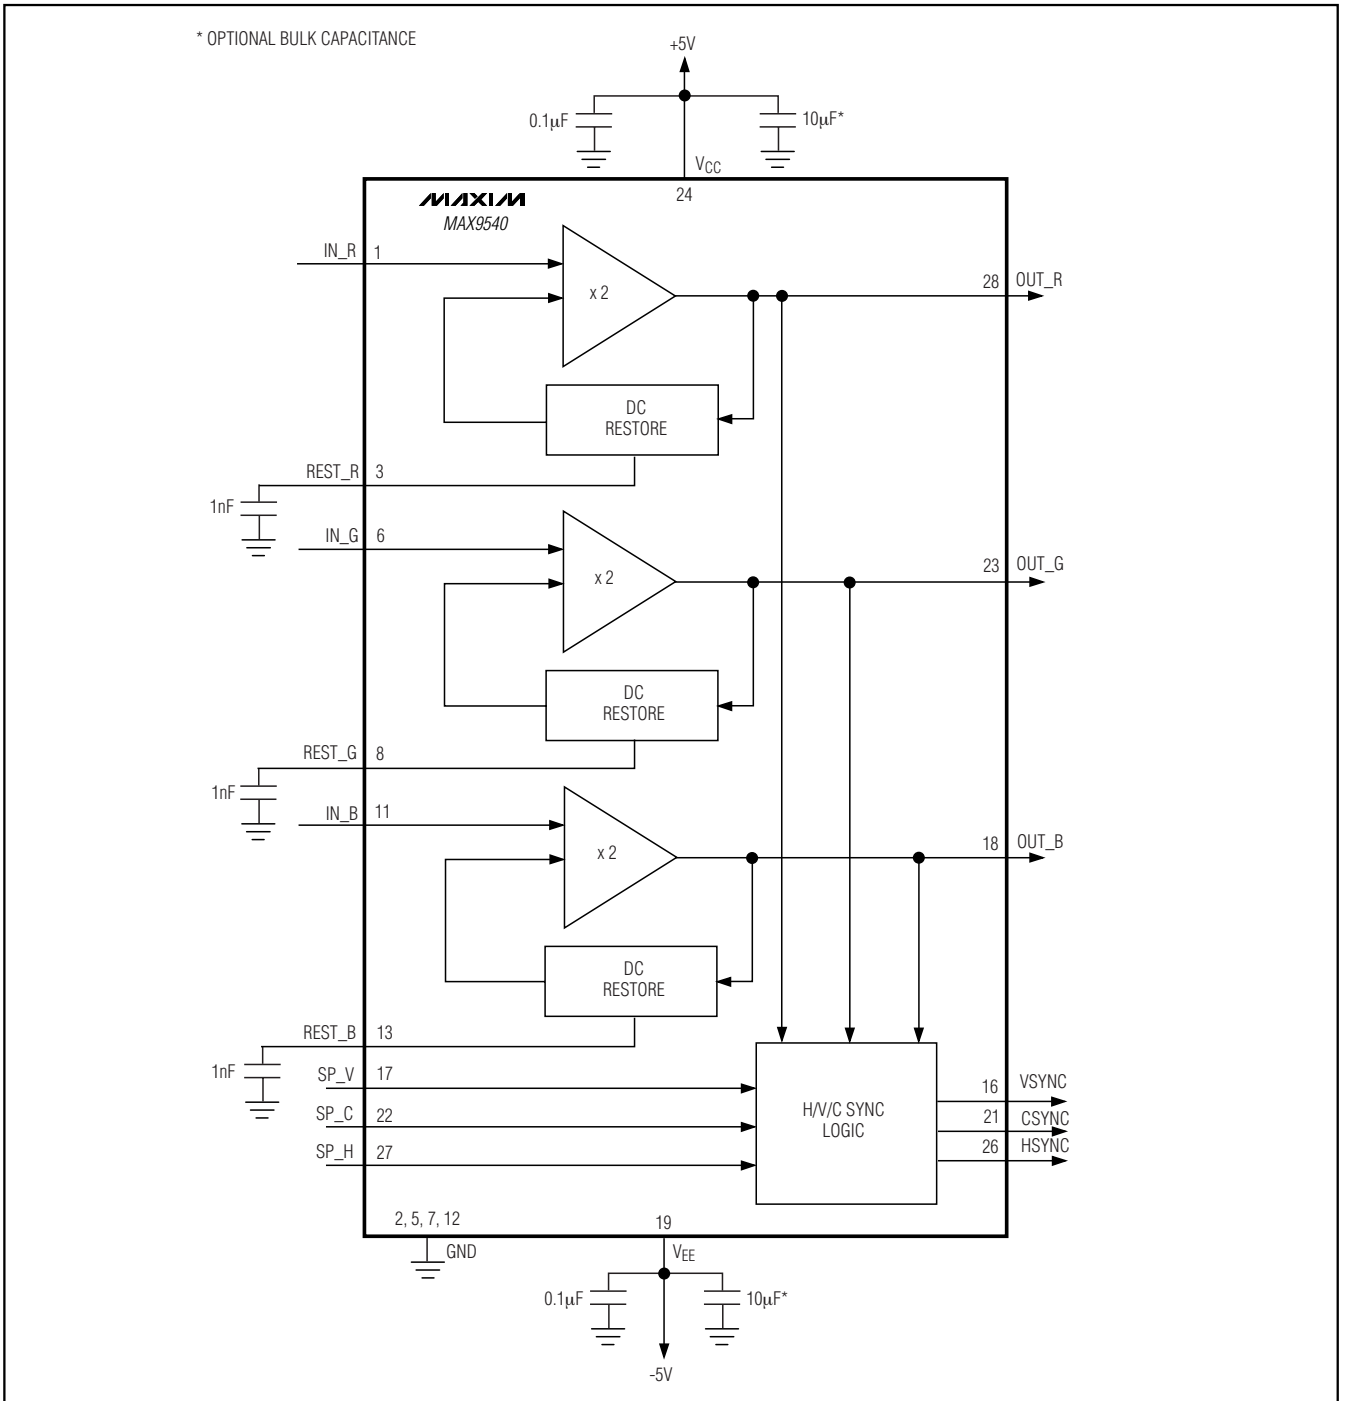 * OPTIONAL BULK CAPACITANCE
+5V
0.1µF
10µF*
VCC
24
MAXIM
MAX9540
IN_R 1
x 2
28 OUT_R
DC
RESTORE
REST_R 3
1nF
IN_G 6
x 2
23 OUT_G
DC
RESTORE
REST_G 8
1nF
IN_B 11
x 2
18 OUT_B
DC
RESTORE
REST_B 13
1nF
SP_V 17
SP_C 22
SP_H 27
H/V/C SYNC
LOGIC
16 VSYNC
21 CSYNC
26 HSYNC
2, 5, 7, 12
GND
19
VEE
0.1µF
10µF*
-5V